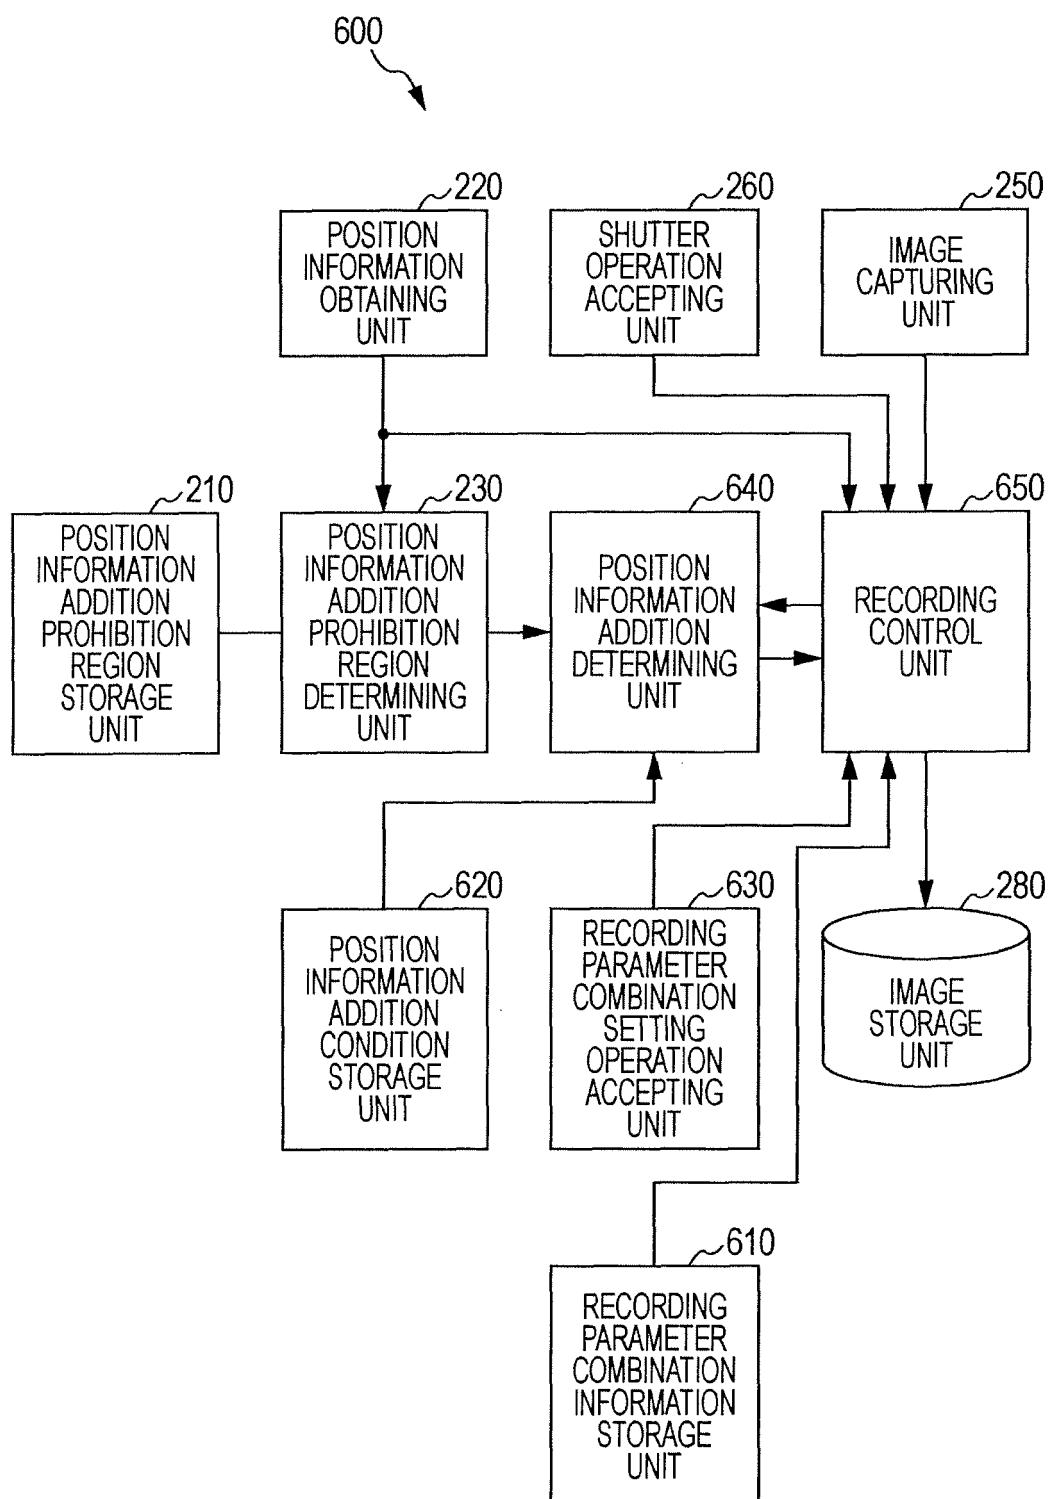 600
220
POSITION
INFORMATION
OBTAINING
UNIT
260
SHUTTER
OPERATION
ACCEPTING
UNIT
250
IMAGE
CAPTURING
UNIT
210
POSITION
INFORMATION
ADDITION
PROHIBITION
REGION
STORAGE
UNIT
230
POSITION
INFORMATION
ADDITION
PROHIBITION
REGION
DETERMINING
UNIT
640
POSITION
INFORMATION
ADDITION
DETERMINING
UNIT
650
RECORDING
CONTROL
UNIT
620
POSITION
INFORMATION
ADDITION
CONDITION
STORAGE
UNIT
630
RECORDING
PARAMETER
COMBINATION
SETTING
OPERATION
ACCEPTING
UNIT
280
IMAGE
STORAGE
UNIT
610
RECORDING
PARAMETER
COMBINATION
INFORMATION
STORAGE
UNIT